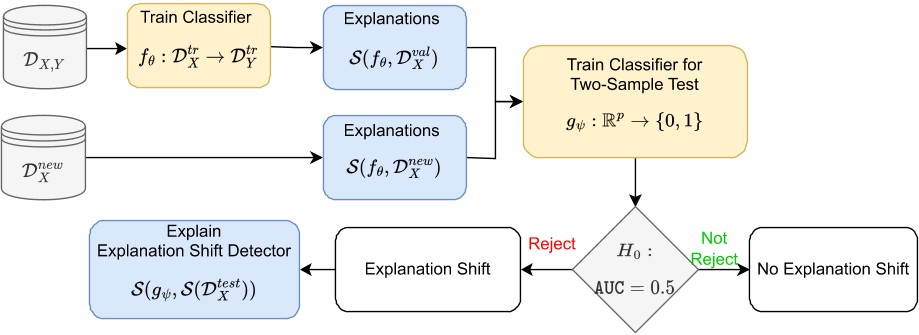 Train Classifier
Explanations
𝒟_{X,Y}
f_θ : 𝒟_X^{tr} → 𝒟_Y^{tr}
𝒮(f_θ, 𝒟_X^{val})
Train Classifier for
Two-Sample Test
g_ψ : ℝ^p → {0, 1}
Explanations
𝒟_X^{new}
𝒮(f_θ, 𝒟_X^{new})
Explain
Explanation Shift Detector
𝒮(g_ψ, 𝒮(𝒟_X^{test}))
Explanation Shift
Reject
H_0 :
AUC = 0.5
Not
Reject
No Explanation Shift